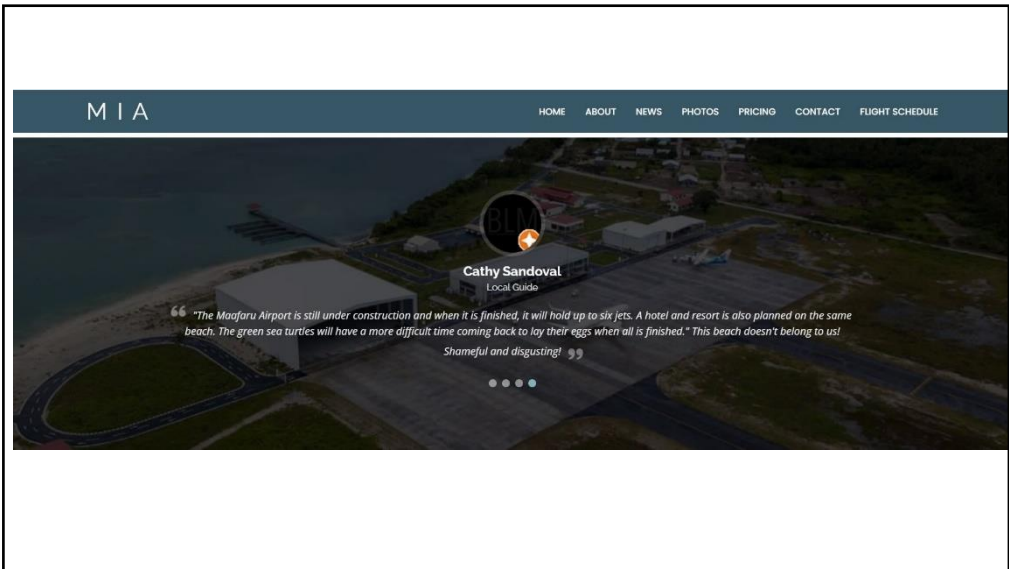 M I A
HOME ABOUT NEWS PHOTOS PRICING CONTACT FLIGHT SCHEDULE
BLM
Cathy Sandoval
Local Guide
❝ "The Maafaru Airport is still under construction and when it is finished, it will hold up to six jets. A hotel and resort is also planned on the same
beach. The green sea turtles will have a more difficult time coming back to lay their eggs when all is finished." This beach doesn't belong to us!
Shameful and disgusting! ❞